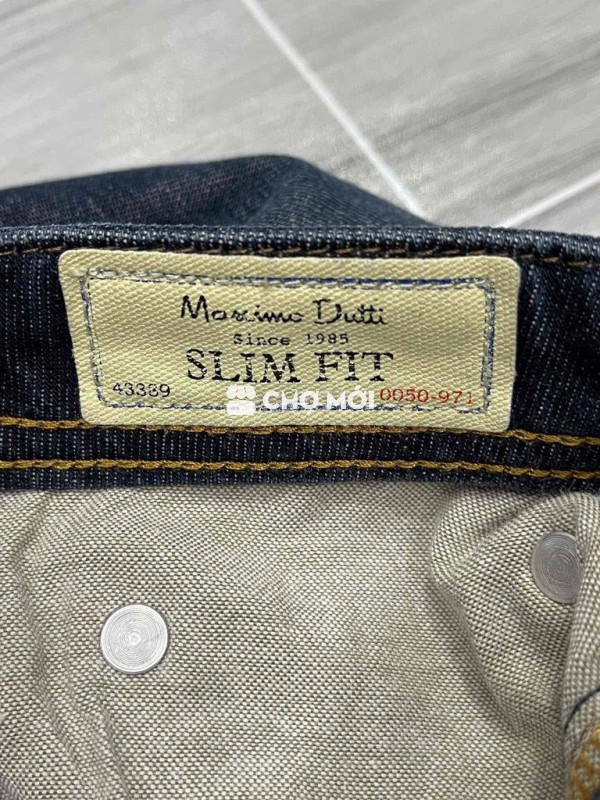 Massimo Dutti
Since 1985
SLIM FIT
43389
CHỢ MỚI
0050-971